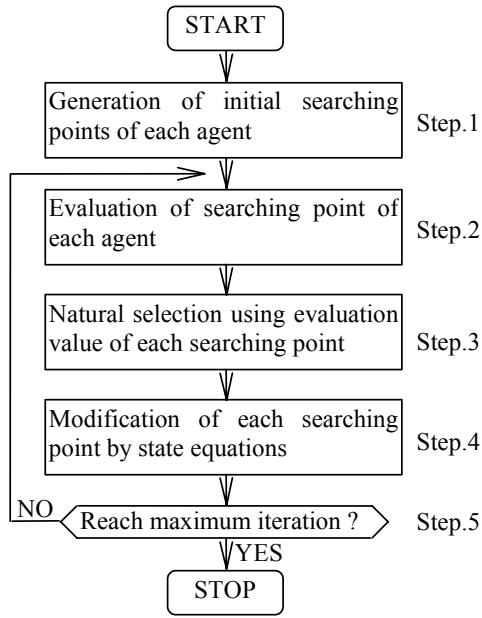 START
Generation of initial searching
points of each agent
Step.1
Evaluation of searching point of
each agent
Step.2
Natural selection using evaluation
value of each searching point
Step.3
Modification of each searching
point by state equations
Step.4
NO
Reach maximum iteration ?
Step.5
YES
STOP